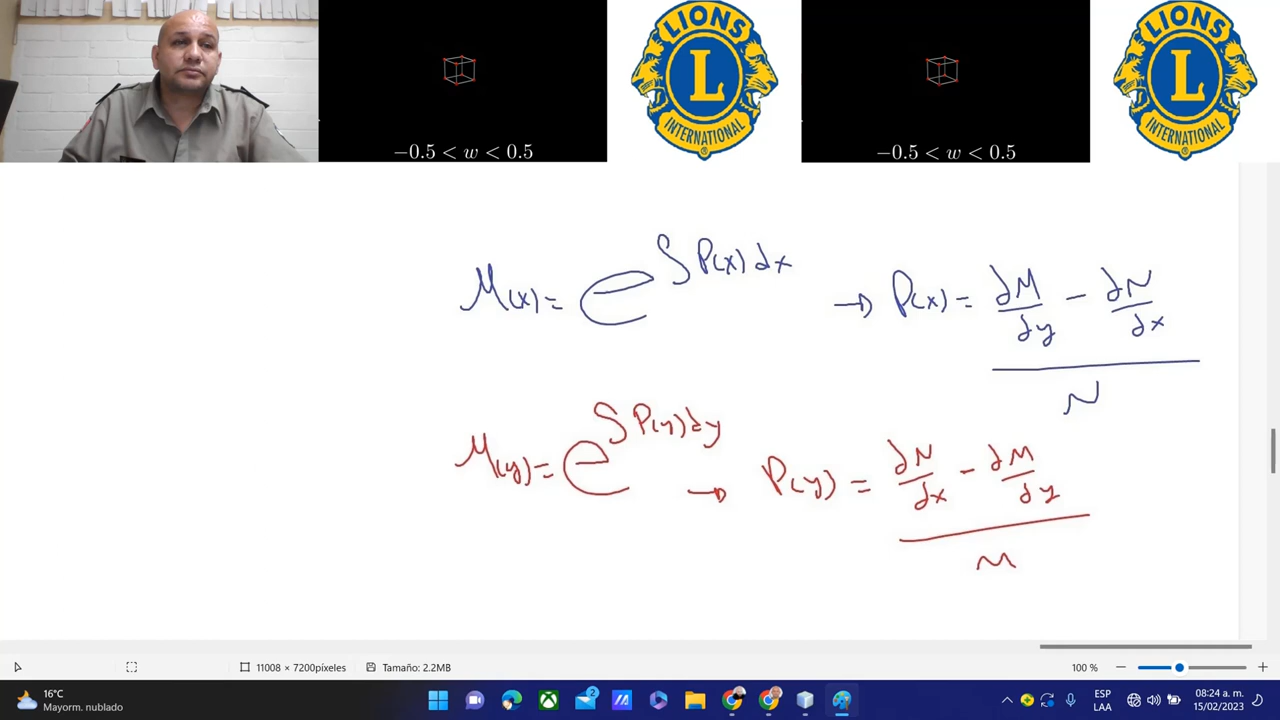 LIONS
L
INTERNATIONAL
LIONS
L
INTERNATIONAL
−0.5 < w < 0.5
−0.5 < w < 0.5
μ(x) = e^{∫P(x)dx} → P(x) = (∂M/∂y − ∂N/∂x) / N
μ(y) = e^{∫P(y)dy} → P(y) = (∂N/∂x − ∂M/∂y) / M
11008 × 7200píxeles
Tamaño: 2.2MB
100 %
16°C
Mayorm. nublado
2
ESP
LAA
08:24 a. m.
15/02/2023